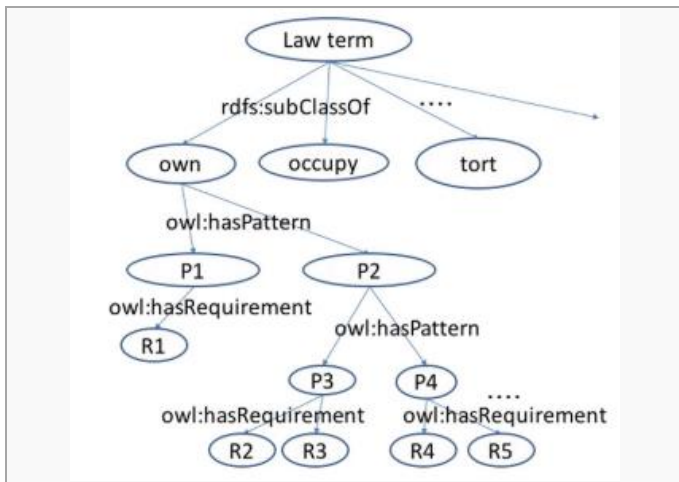 Law term
rdfs:subClassOf ....
own occupy tort
owl:hasPattern
P1 P2
owl:hasRequirement
owl:hasPattern
R1
P3 P4 ....
owl:hasRequirement owl:hasRequirement
R2 R3 R4 R5